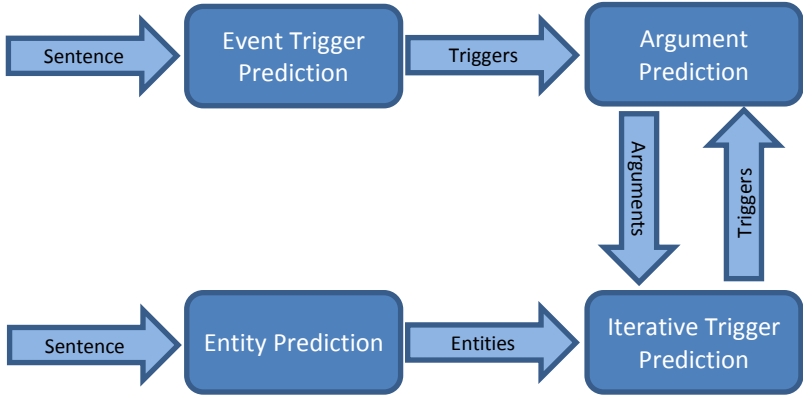 Sentence
Event Trigger
Prediction
Triggers
Argument
Prediction
Arguments
Triggers
Sentence
Entity Prediction
Entities
Iterative Trigger
Prediction